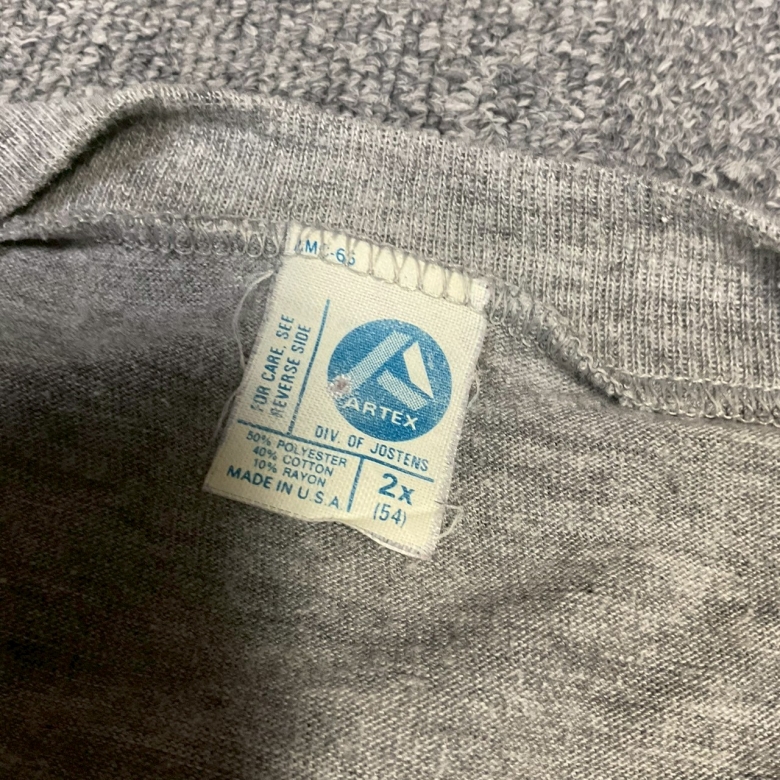 FOR CARE, SEE
REVERSE SIDE
ARTEX
DIV. OF JOSTENS
50% POLYESTER
40% COTTON
10% RAYON
MADE IN U.S.A.
2x
(54)